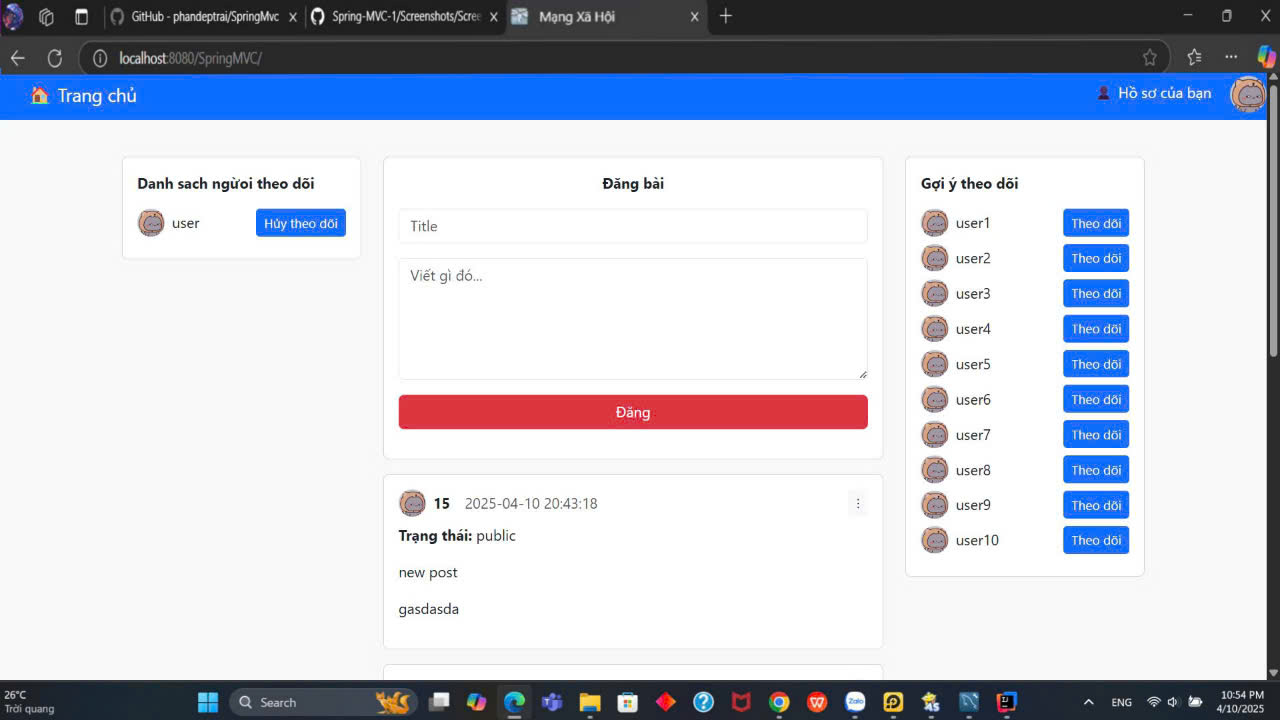 GitHub - phandeptrai/SpringMvc
Spring-MVC-1/Screenshots/Scree
Mạng Xã Hội
localhost:8080/SpringMVC/
Trang chủ
Hồ sơ của bạn
Danh sach ngừoi theo dõi
user
Hủy theo dõi
Đăng bài
Title
Viết gì đó...
Đăng
15 2025-04-10 20:43:18
Trạng thái: public
new post
gasdasda
Gợi ý theo dõi
user1 Theo dõi
user2 Theo dõi
user3 Theo dõi
user4 Theo dõi
user5 Theo dõi
user6 Theo dõi
user7 Theo dõi
user8 Theo dõi
user9 Theo dõi
user10 Theo dõi
26°C
Trời quang
Search
Zalo
ENG
10:54 PM
4/10/2025